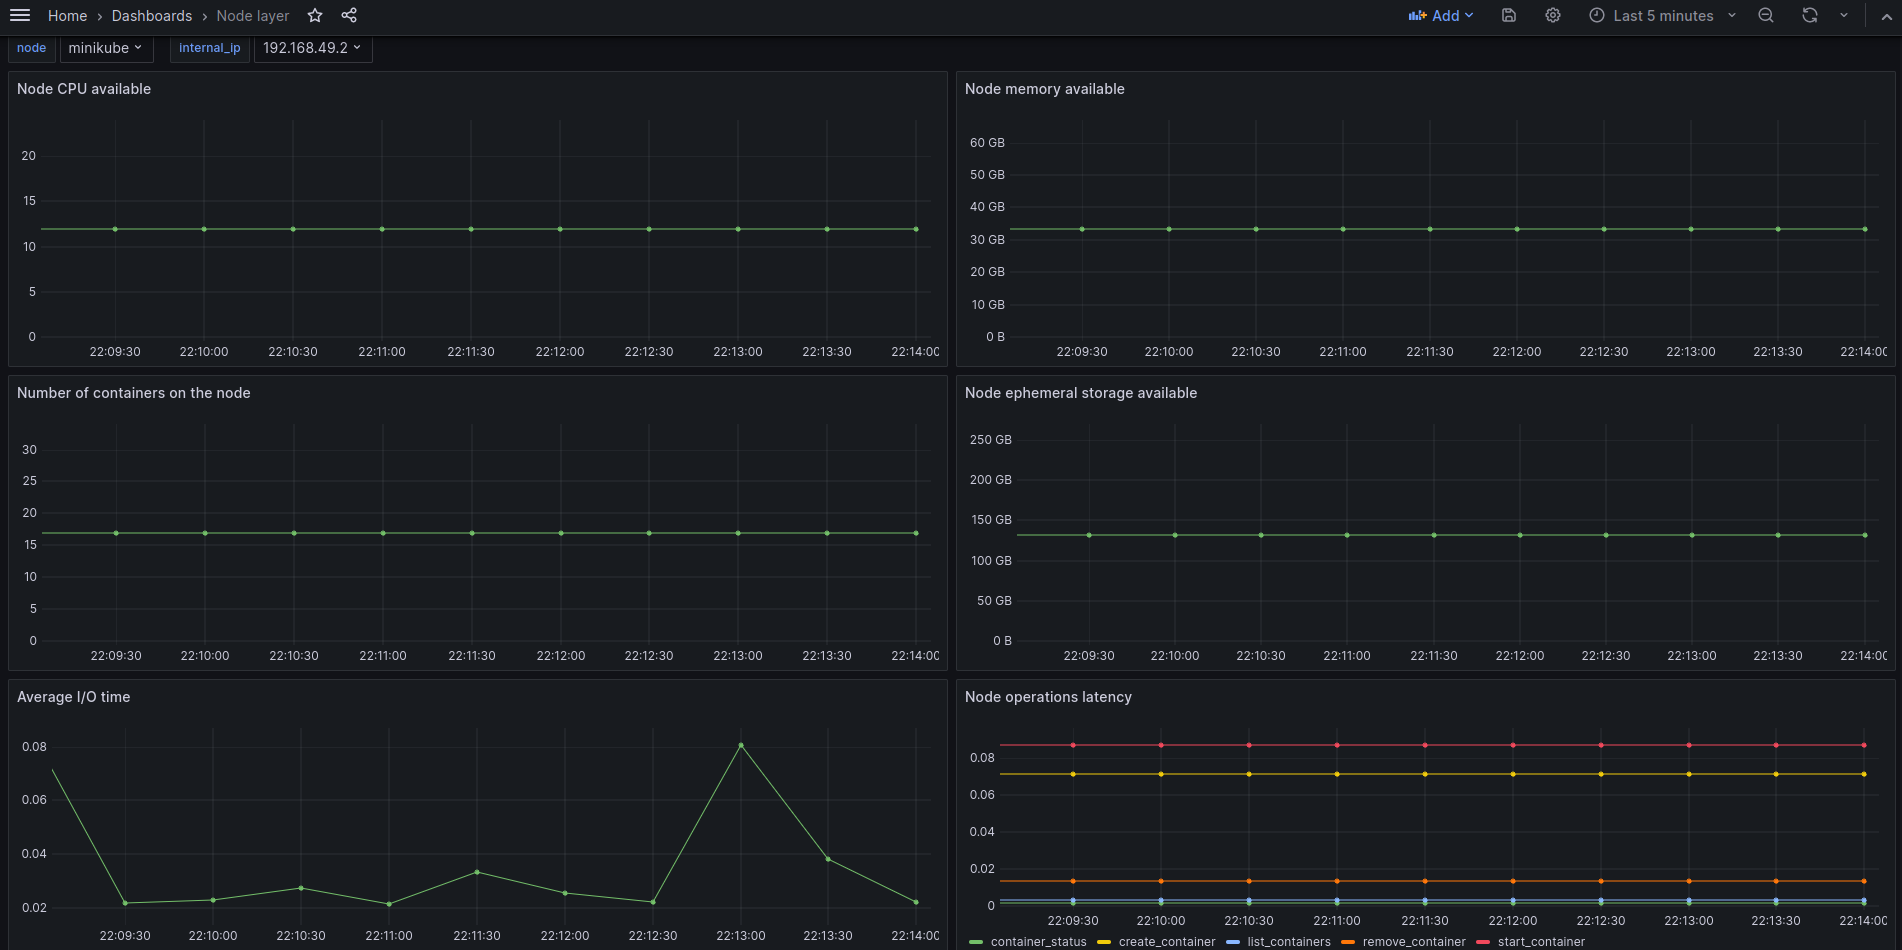 Home › Dashboards › Node layer Add Last 5 minutes
node minikube internal_ip 192.168.49.2
Node CPU available
20
15
10
5
0
22:09:30 22:10:00 22:10:30 22:11:00 22:11:30 22:12:00 22:12:30 22:13:00 22:13:30 22:14:00
Node memory available
60 GB
50 GB
40 GB
30 GB
20 GB
10 GB
0 B
22:09:30 22:10:00 22:10:30 22:11:00 22:11:30 22:12:00 22:12:30 22:13:00 22:13:30 22:14:00
Number of containers on the node
30
25
20
15
10
5
0
22:09:30 22:10:00 22:10:30 22:11:00 22:11:30 22:12:00 22:12:30 22:13:00 22:13:30 22:14:00
Node ephemeral storage available
250 GB
200 GB
150 GB
100 GB
50 GB
0 B
22:09:30 22:10:00 22:10:30 22:11:00 22:11:30 22:12:00 22:12:30 22:13:00 22:13:30 22:14:00
Average I/O time
0.08
0.06
0.04
0.02
22:09:30 22:10:00 22:10:30 22:11:00 22:11:30 22:12:00 22:12:30 22:13:00 22:13:30 22:14:00
Node operations latency
0.08
0.06
0.04
0.02
0
22:09:30 22:10:00 22:10:30 22:11:00 22:11:30 22:12:00 22:12:30 22:13:00 22:13:30 22:14:00
container_status create_container list_containers remove_container start_container